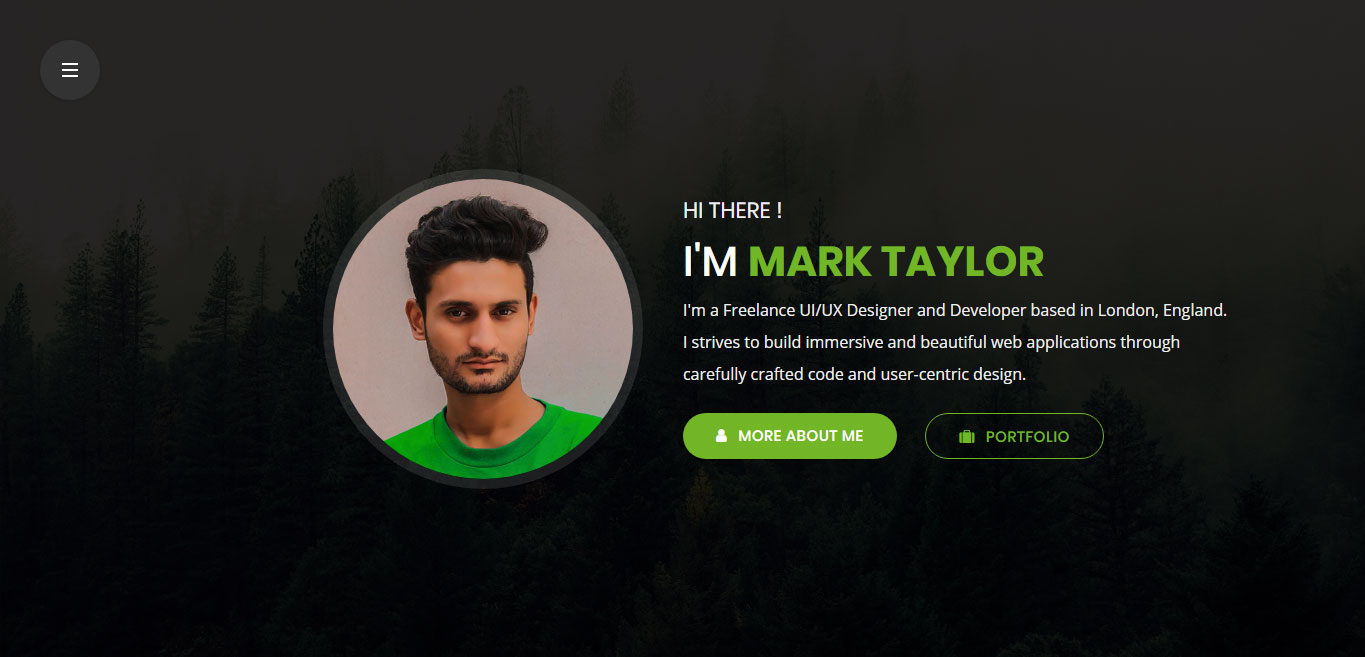 HI THERE !
I'M MARK TAYLOR
I'm a Freelance UI/UX Designer and Developer based in London, England.
I strives to build immersive and beautiful web applications through
carefully crafted code and user-centric design.
MORE ABOUT ME
PORTFOLIO